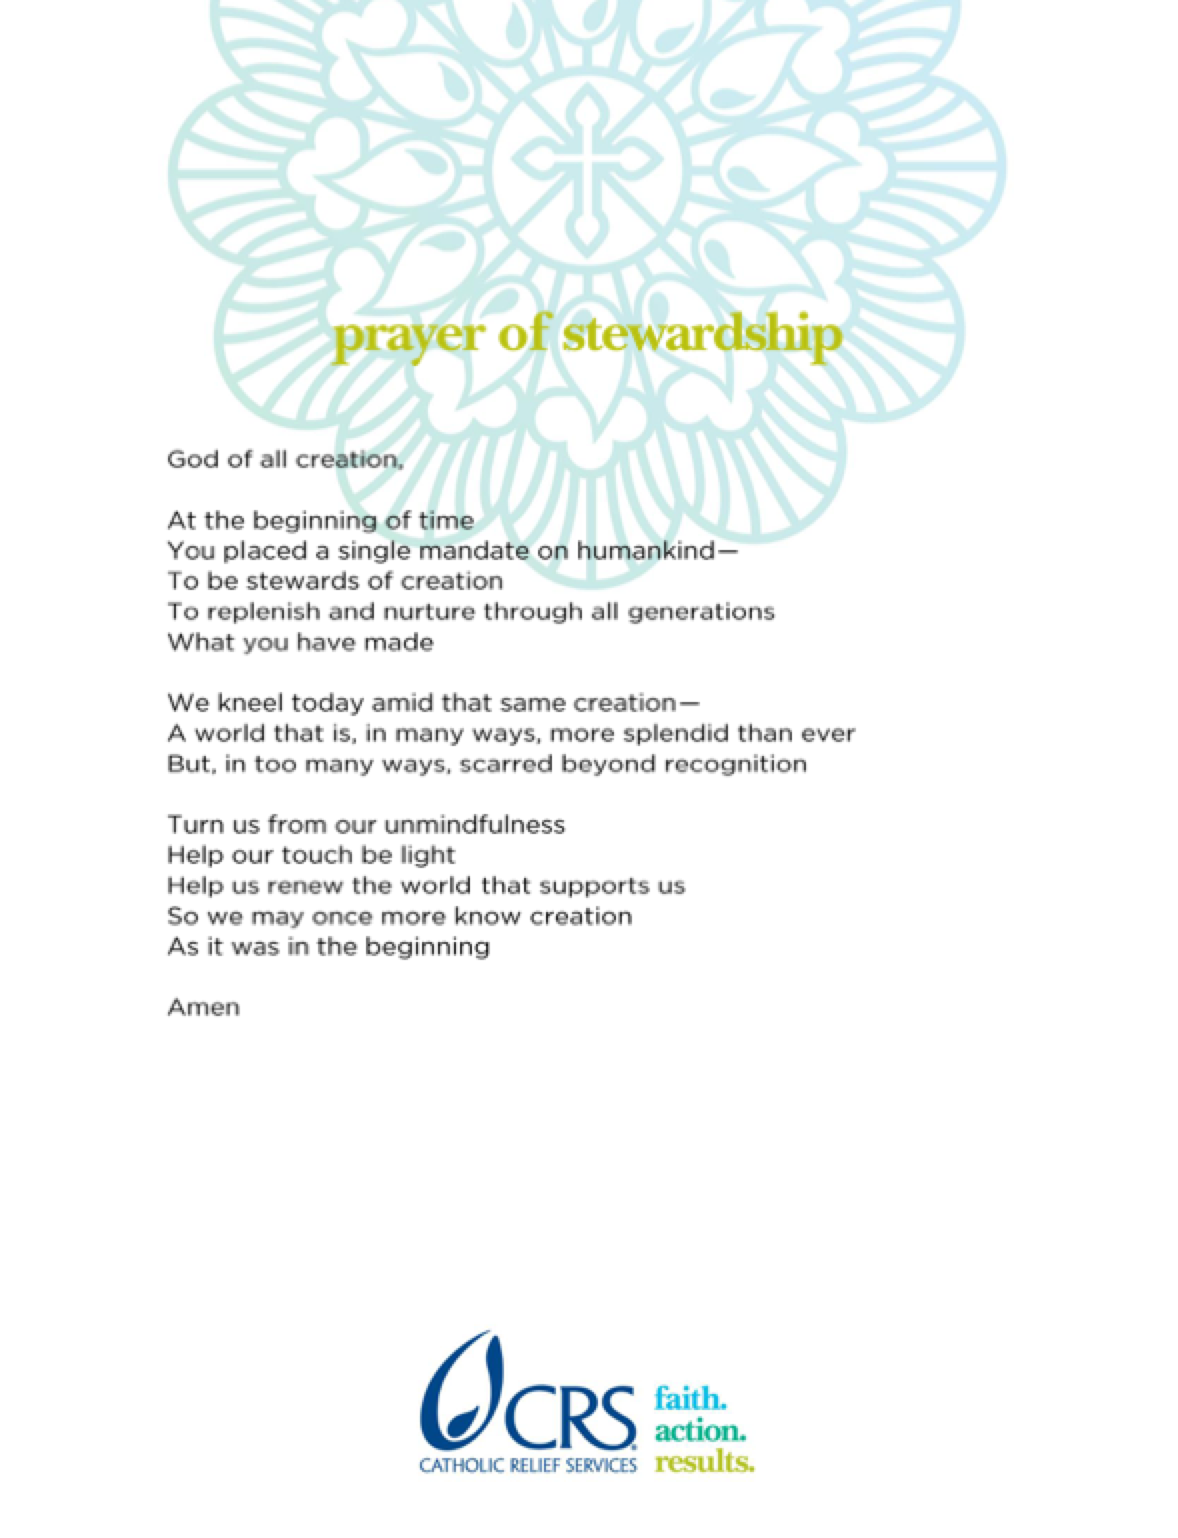 prayer of stewardship
God of all creation,
At the beginning of time
You placed a single mandate on humankind—
To be stewards of creation
To replenish and nurture through all generations
What you have made
We kneel today amid that same creation—
A world that is, in many ways, more splendid than ever
But, in too many ways, scarred beyond recognition
Turn us from our unmindfulness
Help our touch be light
Help us renew the world that supports us
So we may once more know creation
As it was in the beginning
Amen
CRS
CATHOLIC RELIEF SERVICES
faith.
action.
results.